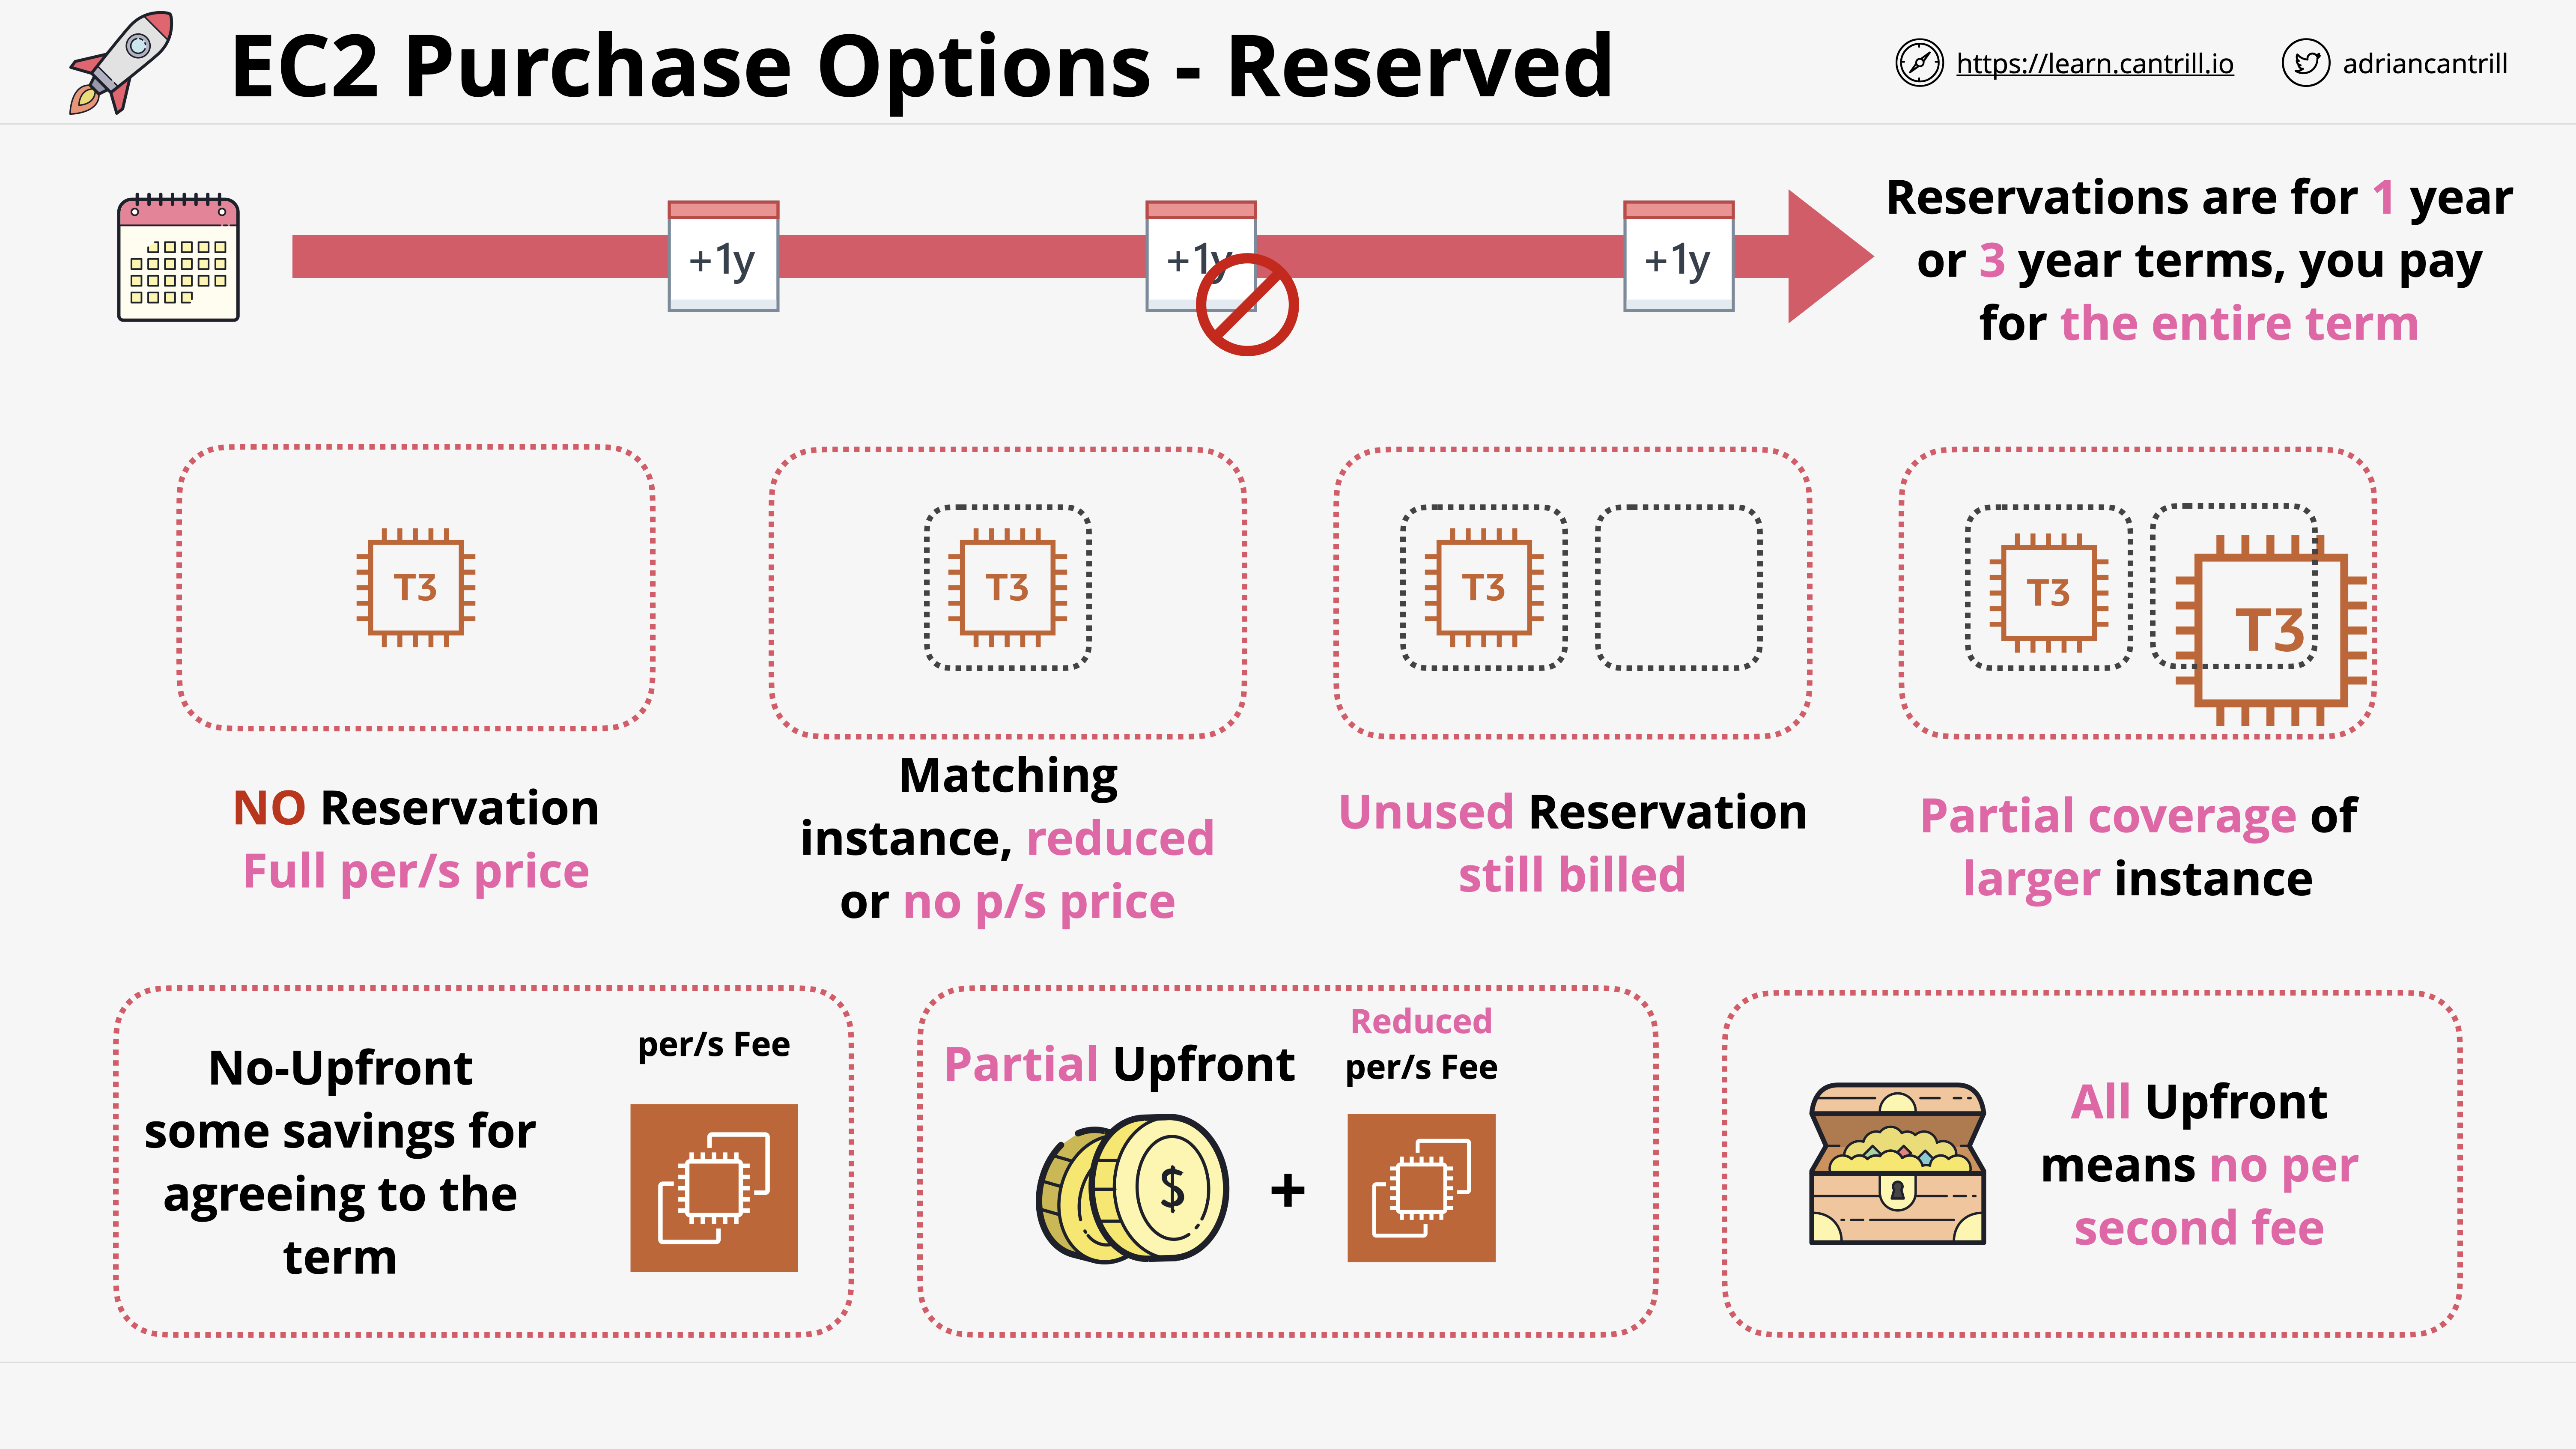 EC2 Purchase Options - Reserved
https://learn.cantrill.io
adriancantrill
+1y
+1y
+1y
Reservations are for 1 year
or 3 year terms, you pay
for the entire term
T3
NO Reservation
Full per/s price
T3
Matching
instance, reduced
or no p/s price
T3
Unused Reservation
still billed
T3
T3
Partial coverage of
larger instance
No-Upfront
some savings for
agreeing to the
term
per/s Fee
Partial Upfront
$
+
Reduced
per/s Fee
All Upfront
means no per
second fee